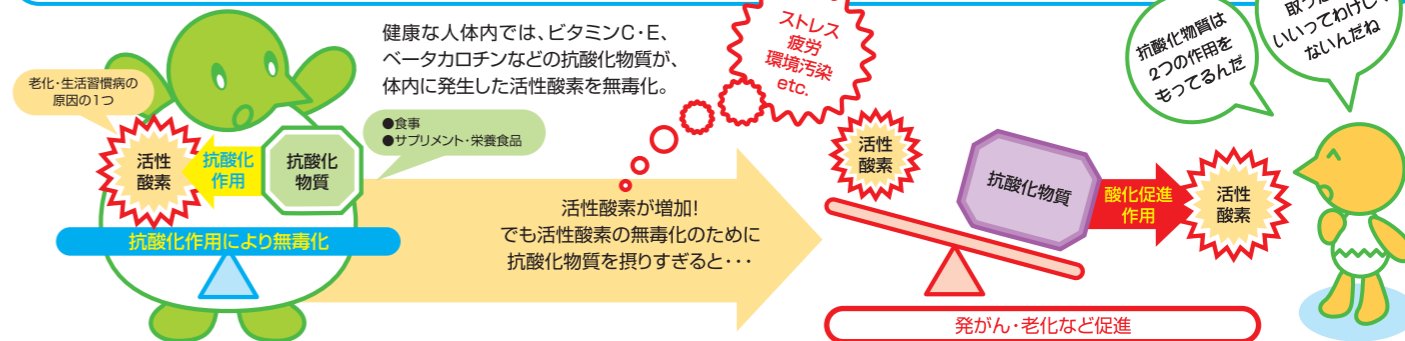 健康な人体内では、ビタミンC・E、
ベータカロチンなどの抗酸化物質が、
体内に発生した活性酸素を無毒化。
老化・生活習慣病の
原因の1つ
活性
酸素
抗酸化
作用
抗酸化
物質
●食事
●サプリメント・栄養食品
抗酸化作用により無毒化
ストレス
疲労
環境汚染
etc.
活性酸素が増加!
でも活性酸素の無毒化のために
抗酸化物質を摂りすぎると・・・
活性
酸素
抗酸化物質
酸化促進
作用
活性
酸素
発がん・老化など促進
抗酸化物質は
2つの作用を
もってるんだ
いいってわけじゃ
ないんだね